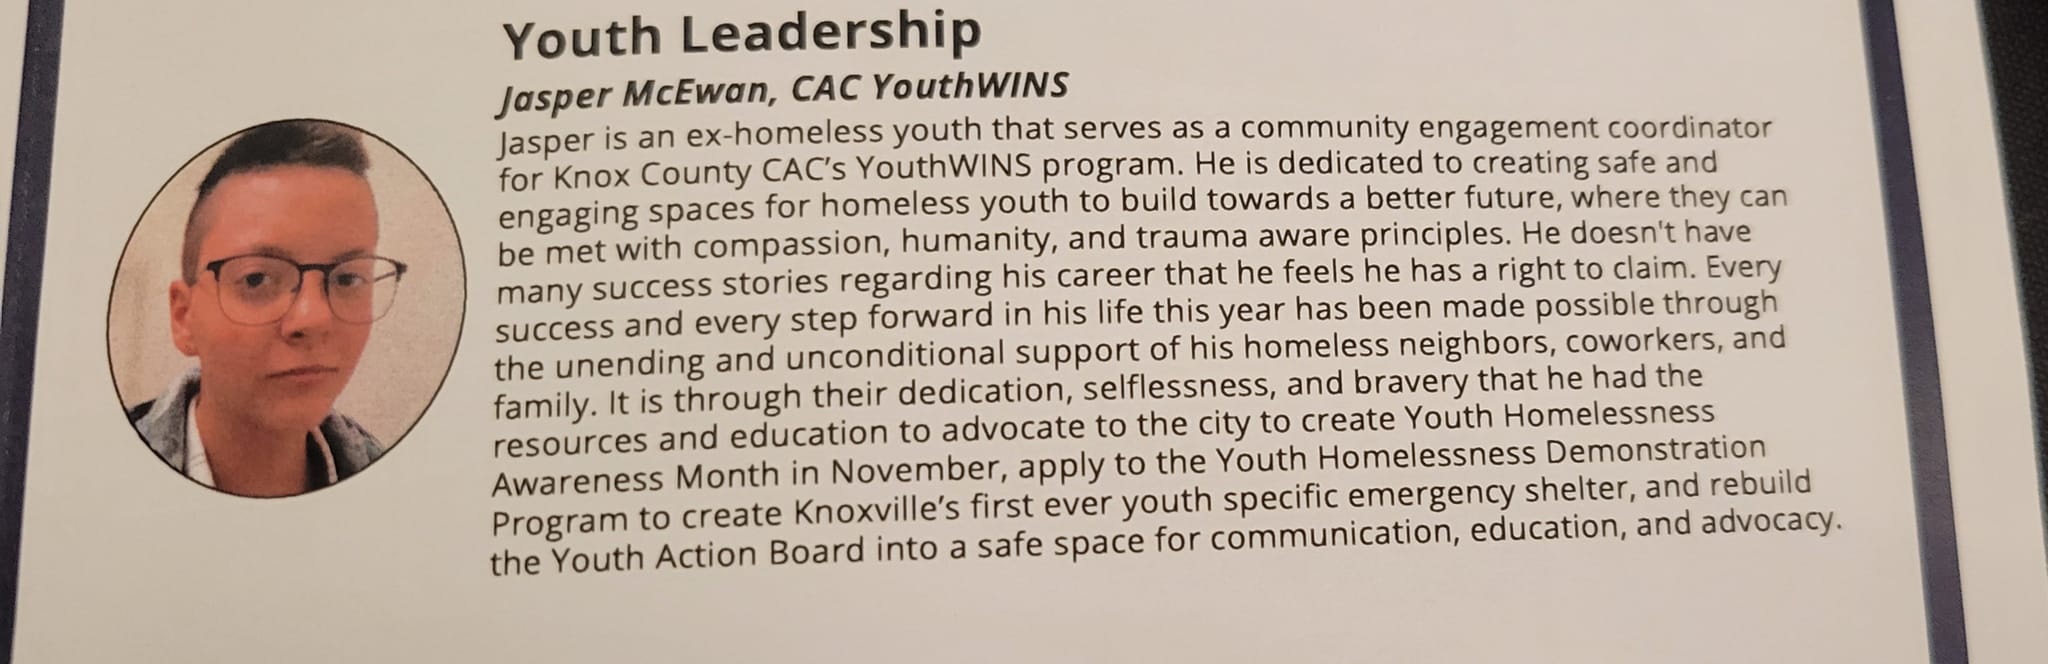 Youth Leadership
Jasper McEwan, CAC YouthWINS
Jasper is an ex-homeless youth that serves as a community engagement coordinator
for Knox County CAC’s YouthWINS program. He is dedicated to creating safe and
engaging spaces for homeless youth to build towards a better future, where they can
be met with compassion, humanity, and trauma aware principles. He doesn't have
many success stories regarding his career that he feels he has a right to claim. Every
success and every step forward in his life this year has been made possible through
the unending and unconditional support of his homeless neighbors, coworkers, and
family. It is through their dedication, selflessness, and bravery that he had the
resources and education to advocate to the city to create Youth Homelessness
Awareness Month in November, apply to the Youth Homelessness Demonstration
Program to create Knoxville’s first ever youth specific emergency shelter, and rebuild
the Youth Action Board into a safe space for communication, education, and advocacy.